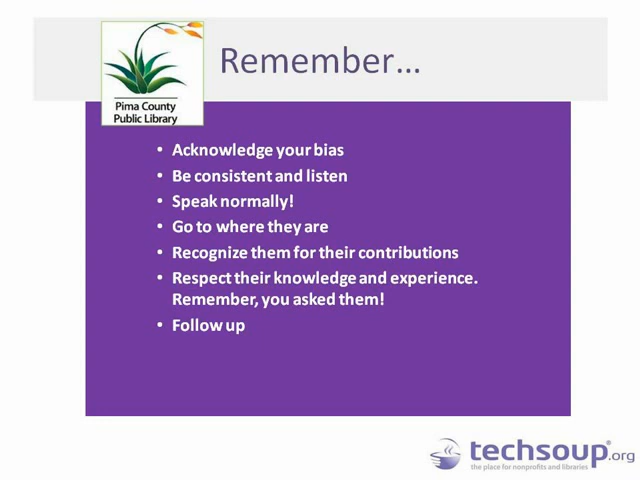 Remember...
Pima County
Public Library
• Acknowledge your bias
• Be consistent and listen
• Speak normally!
• Go to where they are
• Recognize them for their contributions
• Respect their knowledge and experience.
Remember, you asked them!
• Follow up
techsoup®.org
the place for nonprofits and libraries